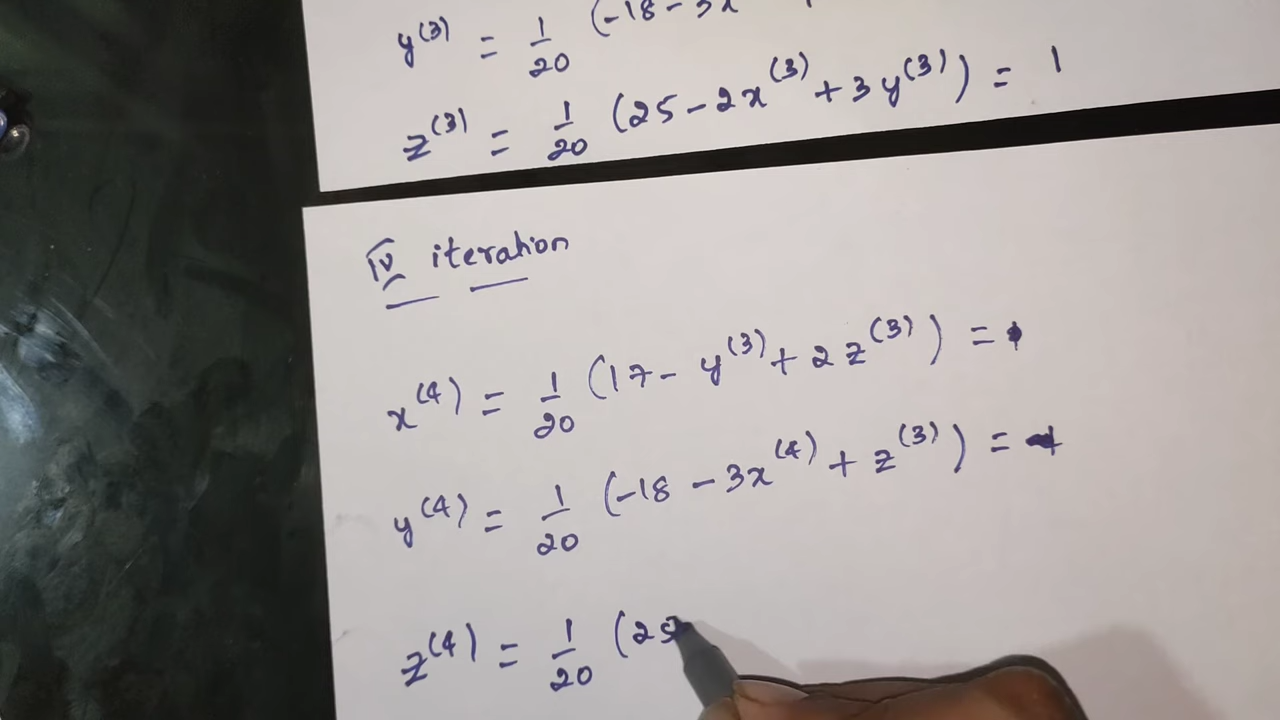 y⁽³⁾ = 1/20 (-18 - 3x
z⁽³⁾ = 1/20 (25 - 2x⁽³⁾ + 3y⁽³⁾) = 1
iv iteration
x⁽⁴⁾ = 1/20 (17 - y⁽³⁾ + 2z⁽³⁾) =
y⁽⁴⁾ = 1/20 (-18 - 3x⁽⁴⁾ + z⁽³⁾) =
z⁽⁴⁾ = 1/20 (25